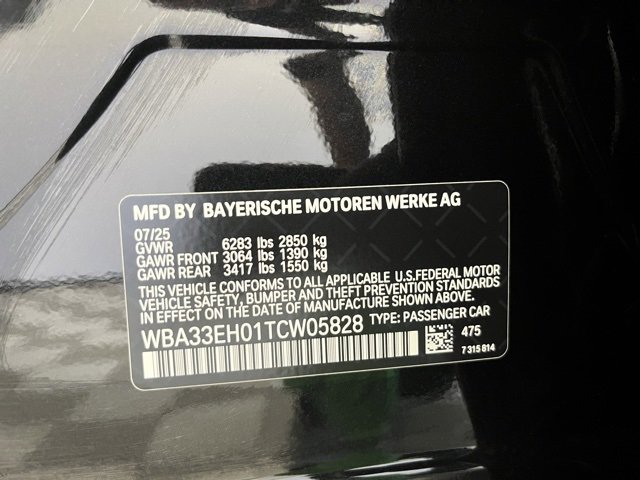 MFD BY BAYERISCHE MOTOREN WERKE AG
07/25
GVWR 6283 lbs 2850 kg
GAWR FRONT 3064 lbs 1390 kg
GAWR REAR 3417 lbs 1550 kg
THIS VEHICLE CONFORMS TO ALL APPLICABLE U.S.FEDERAL MOTOR
VEHICLE SAFETY, BUMPER AND THEFT PREVENTION STANDARDS
IN EFFECT ON THE DATE OF MANUFACTURE SHOWN ABOVE.
WBA33EH01TCW05828 TYPE: PASSENGER CAR
475
7 315 814